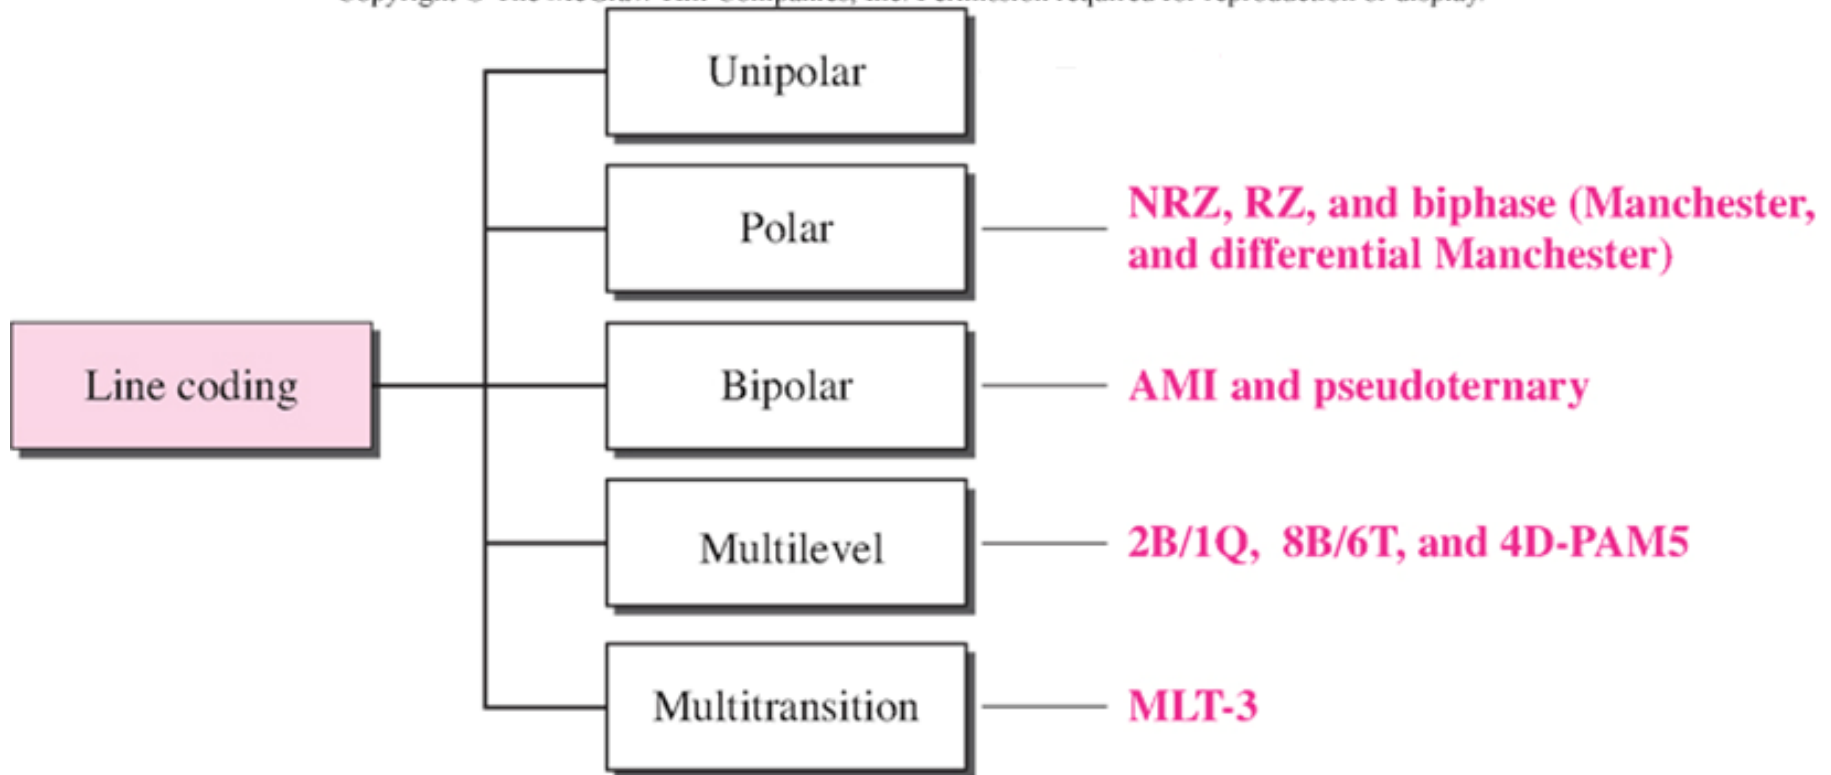 Unipolar
Polar
NRZ, RZ, and biphase (Manchester,
and differential Manchester)
Line coding
Bipolar
AMI and pseudoternary
Multilevel
2B/1Q, 8B/6T, and 4D-PAM5
Multitransition
MLT-3